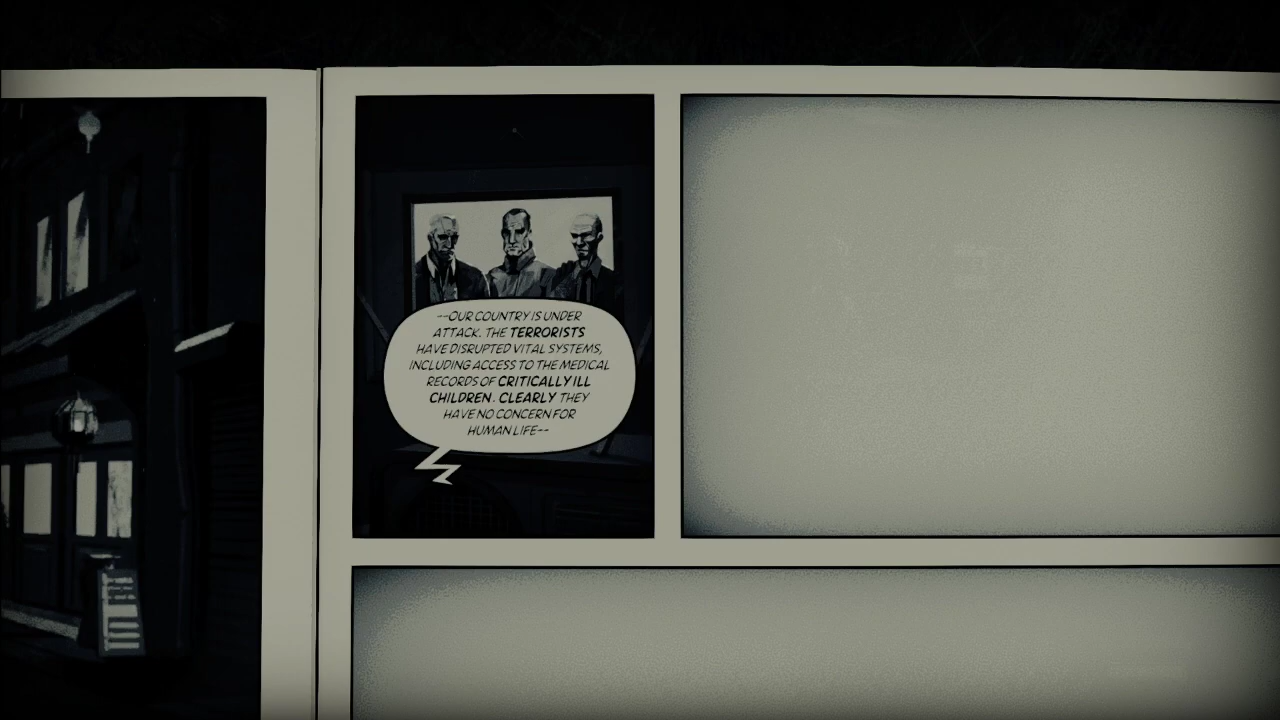 --OUR COUNTRY IS UNDER
ATTACK. THE TERRORISTS
HAVE DISRUPTED VITAL SYSTEMS,
INCLUDING ACCESS TO THE MEDICAL
RECORDS OF CRITICALLY ILL
CHILDREN. CLEARLY THEY
HAVE NO CONCERN FOR
HUMAN LIFE--